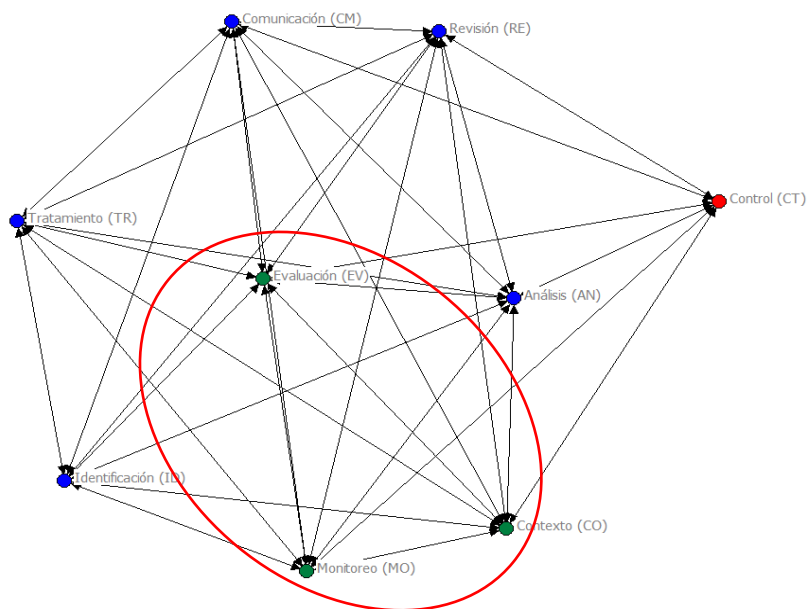 Comunicación (CM)
Revisión (RE)
Control (CT)
Tratamiento (TR)
Evaluación (EV)
Análisis (AN)
Identificación (ID)
Contexto (CO)
Monitoreo (MO)